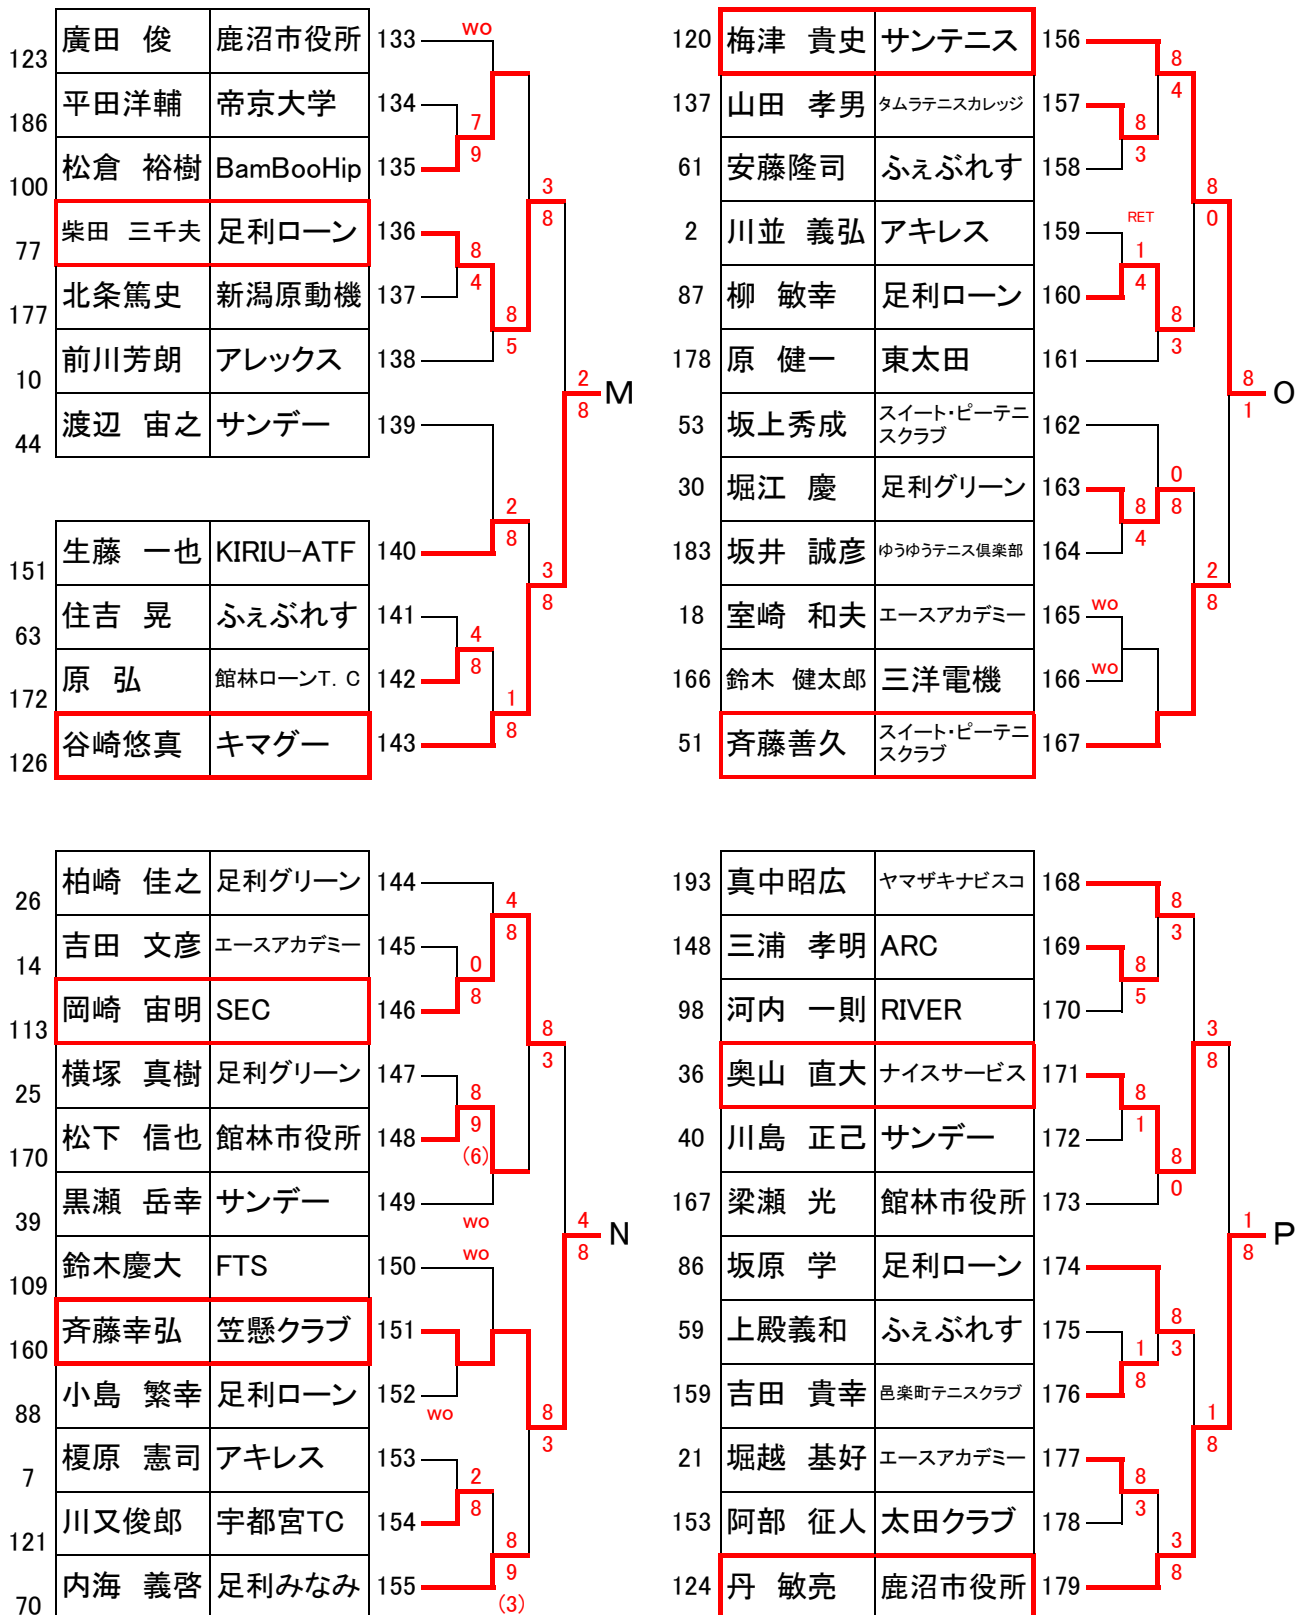 123 廣田　俊 鹿沼市役所 133 wo
186 平田洋輔 帝京大学 134
7
9
100 松倉　裕樹 BamBooHip 135
3
8
77 柴田　三千夫 足利ローン 136
8
4
177 北条篤史 新潟原動機 137
8
5
10 前川芳朗 アレックス 138
2
8
M
44 渡辺　宙之 サンデー 139
2
8
151 生藤　一也 KIRIU-ATF 140
3
8
63 住吉　晃 ふぇぶれす 141
4
8
172 原　弘 館林ローンT．C 142
1
8
126 谷崎悠真 キマグー 143
120 梅津　貴史 サンテニス 156
8
4
137 山田　孝男 タムラテニスカレッジ 157
8
3
61 安藤隆司 ふぇぶれす 158
8
0
2 川並　義弘 アキレス 159
RET
1
4
87 柳　敏幸 足利ローン 160
8
3
178 原　健一 東太田 161
8
1
O
53 坂上秀成 スイート・ピーテニスクラブ 162
0
8
30 堀江　慶 足利グリーン 163
8
4
183 坂井　誠彦 ゆうゆうテニス倶楽部 164
2
8
18 室崎　和夫 エースアカデミー 165 wo
166 鈴木　健太郎 三洋電機 166 wo
51 斉藤善久 スイート・ピーテニスクラブ 167
26 柏崎　佳之 足利グリーン 144
4
8
14 吉田　文彦 エースアカデミー 145
0
8
113 岡崎　宙明 SEC 146
8
3
25 横塚　真樹 足利グリーン 147
8
9
(6)
170 松下　信也 館林市役所 148
39 黒瀬　岳幸 サンデー 149
wo
4
8
N
109 鈴木慶大 FTS 150
wo
160 斉藤幸弘 笠懸クラブ 151
88 小島　繁幸 足利ローン 152
wo
8
3
7 榎原　憲司 アキレス 153
2
8
121 川又俊郎 宇都宮TC 154
8
9
(3)
70 内海　義啓 足利みなみ 155
193 真中昭広 ヤマザキナビスコ 168
8
3
148 三浦　孝明 ARC 169
8
5
98 河内　一則 RIVER 170
3
8
36 奥山　直大 ナイスサービス 171
8
1
40 川島　正己 サンデー 172
8
0
167 梁瀬　光 館林市役所 173
1
8
P
86 坂原　学 足利ローン 174
8
3
59 上殿義和 ふぇぶれす 175
1
8
159 吉田　貴幸 邑楽町テニスクラブ 176
1
8
21 堀越　基好 エースアカデミー 177
8
3
153 阿部　征人 太田クラブ 178
3
8
124 丹　敏亮 鹿沼市役所 179